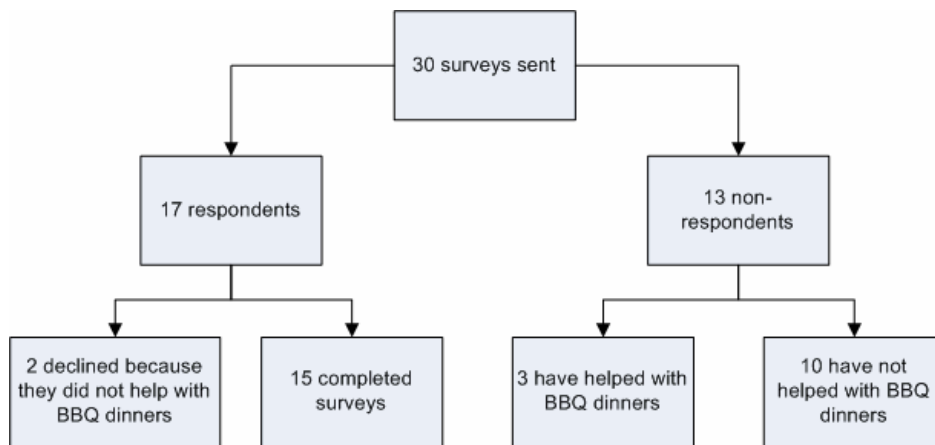 30 surveys sent
17 respondents
13 non-
respondents
2 declined because
they did not help with
BBQ dinners
15 completed
surveys
3 have helped with
BBQ dinners
10 have not
helped with BBQ
dinners